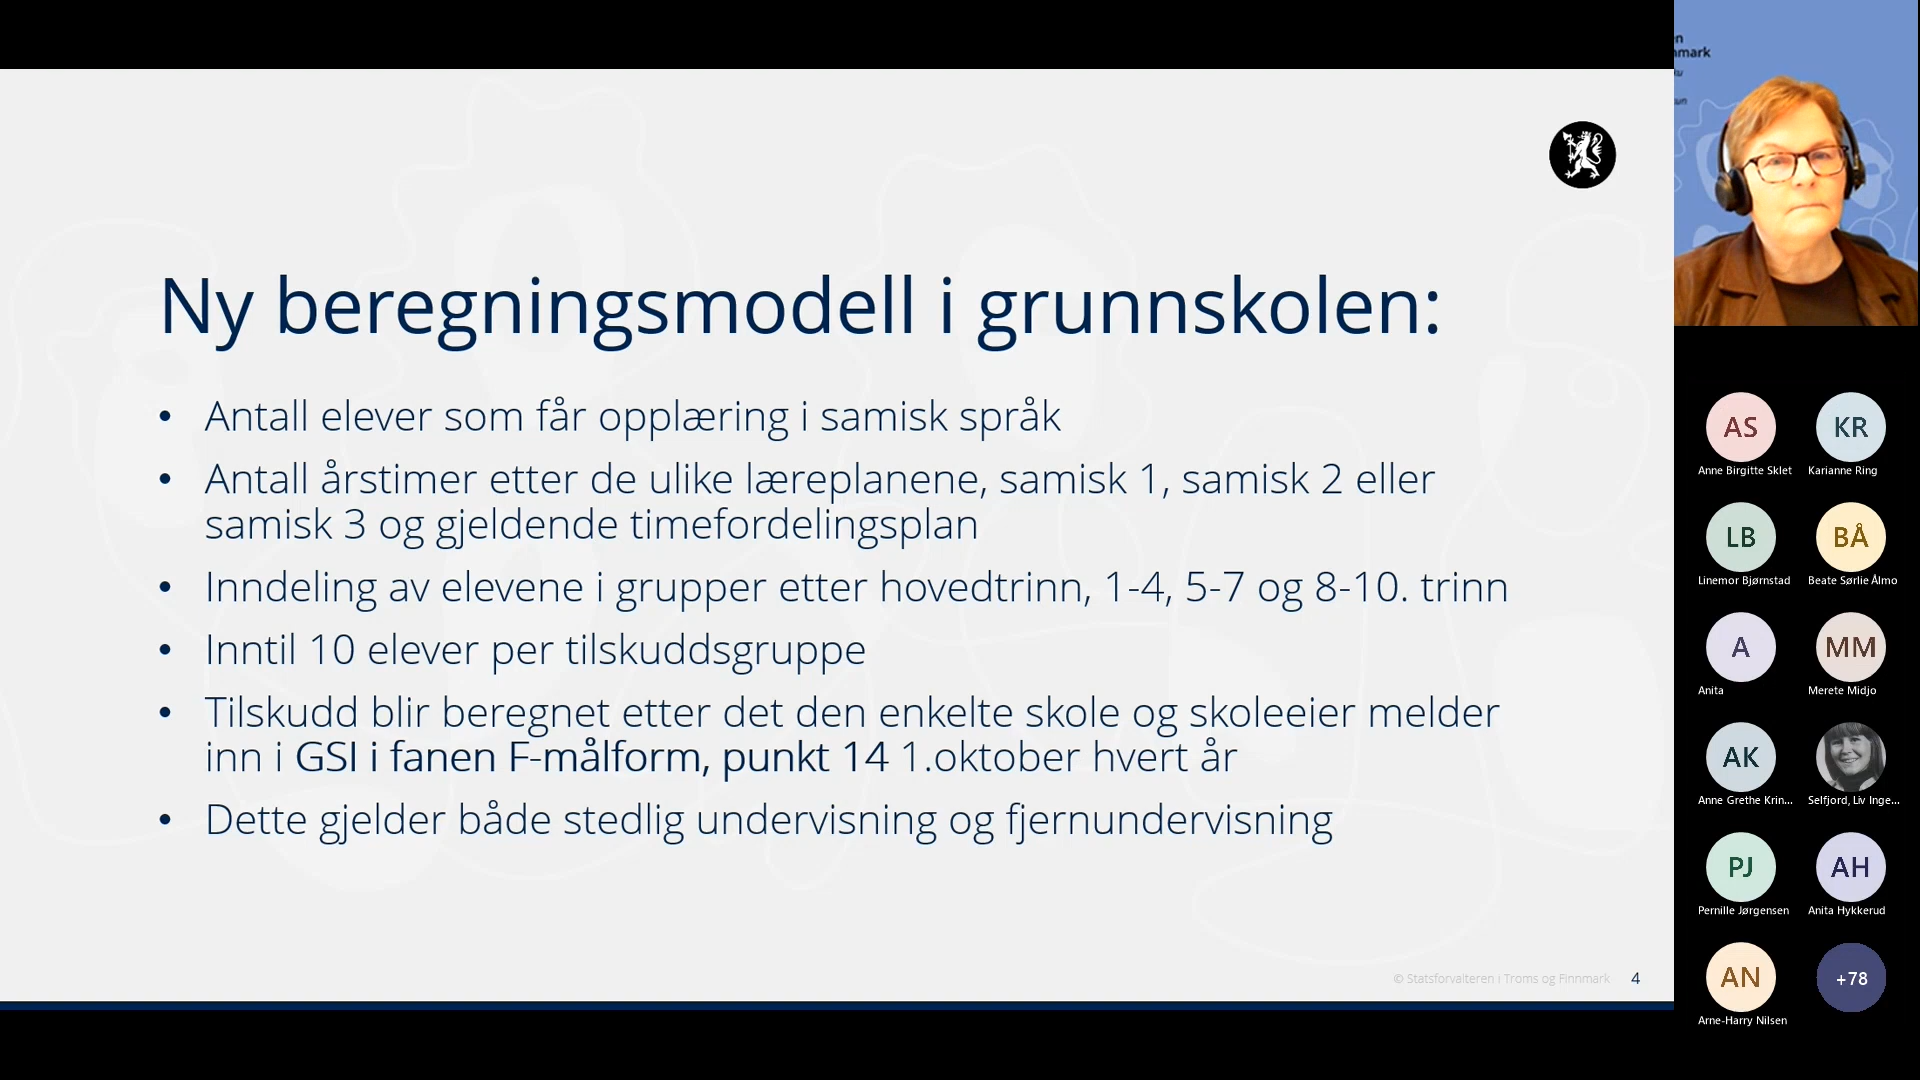 Ny beregningsmodell i grunnskolen:
• Antall elever som får opplæring i samisk språk
• Antall årstimer etter de ulike læreplanene, samisk 1, samisk 2 eller
samisk 3 og gjeldende timefordelingsplan
• Inndeling av elevene i grupper etter hovedtrinn, 1-4, 5-7 og 8-10. trinn
• Inntil 10 elever per tilskuddsgruppe
• Tilskudd blir beregnet etter det den enkelte skole og skoleeier melder
inn i GSI i fanen F-målform, punkt 14 1.oktober hvert år
• Dette gjelder både stedlig undervisning og fjernundervisning
© Statsforvalteren i Troms og Finnmark 4
AS KR
Anne Birgitte Sklet Karianne Ring
LB BÅ
Linemor Bjørnstad Beate Sørlie Ålmo
A MM
Anita Merete Midjo
AK
Anne Grethe Krin... Selfjord, Liv Inge...
PJ AH
Pernille Jørgensen Anita Hykkerud
AN +78
Arne-Harry Nilsen